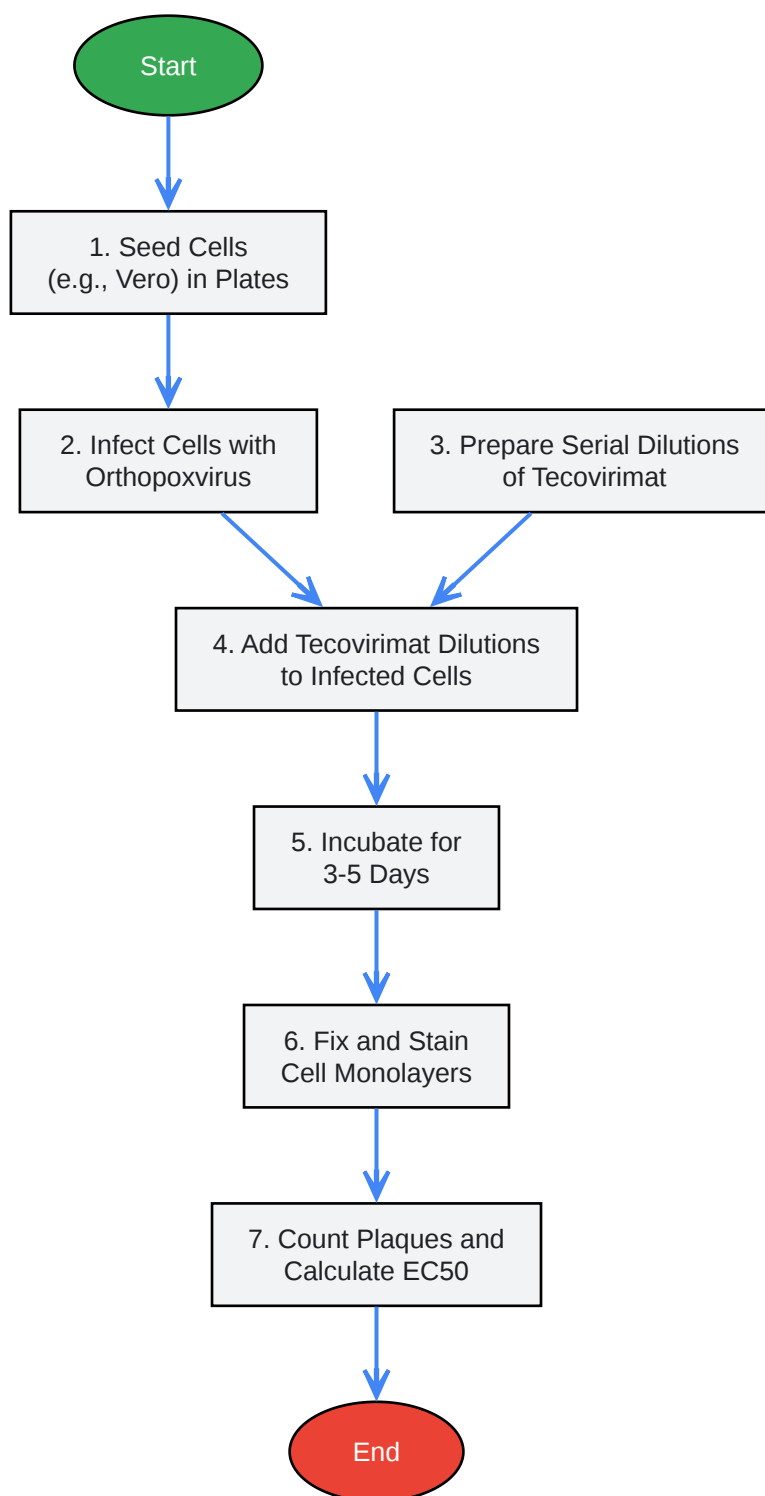 Start
1. Seed Cells
(e.g., Vero) in Plates
2. Infect Cells with
Orthopoxvirus
3. Prepare Serial Dilutions
of Tecovirimat
4. Add Tecovirimat Dilutions
to Infected Cells
5. Incubate for
3-5 Days
6. Fix and Stain
Cell Monolayers
7. Count Plaques and
Calculate EC50
End